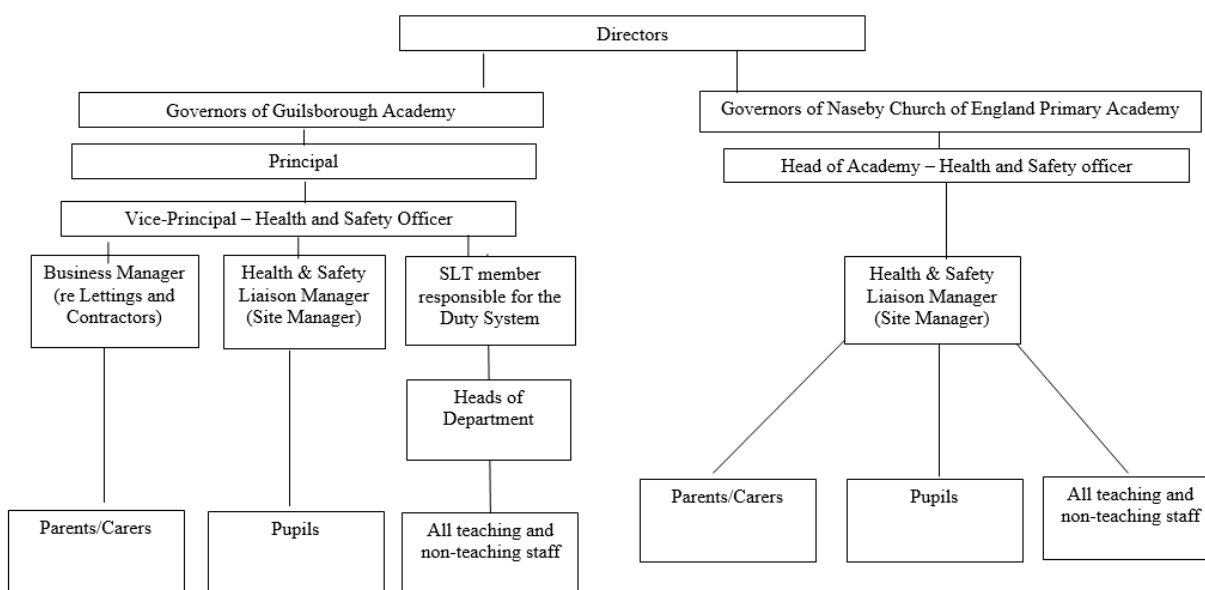 Directors
Governors of Guilsborough Academy
Governors of Naseby Church of England Primary Academy
Principal
Head of Academy – Health and Safety officer
Vice-Principal – Health and Safety Officer
Business Manager
(re Lettings and
Contractors)
Health & Safety
Liaison Manager
(Site Manager)
SLT member
responsible for the
Duty System
Health & Safety
Liaison Manager
(Site Manager)
Heads of
Department
Parents/Carers
Pupils
All teaching and
non-teaching staff
Parents/Carers
Pupils
All teaching and
non-teaching staff